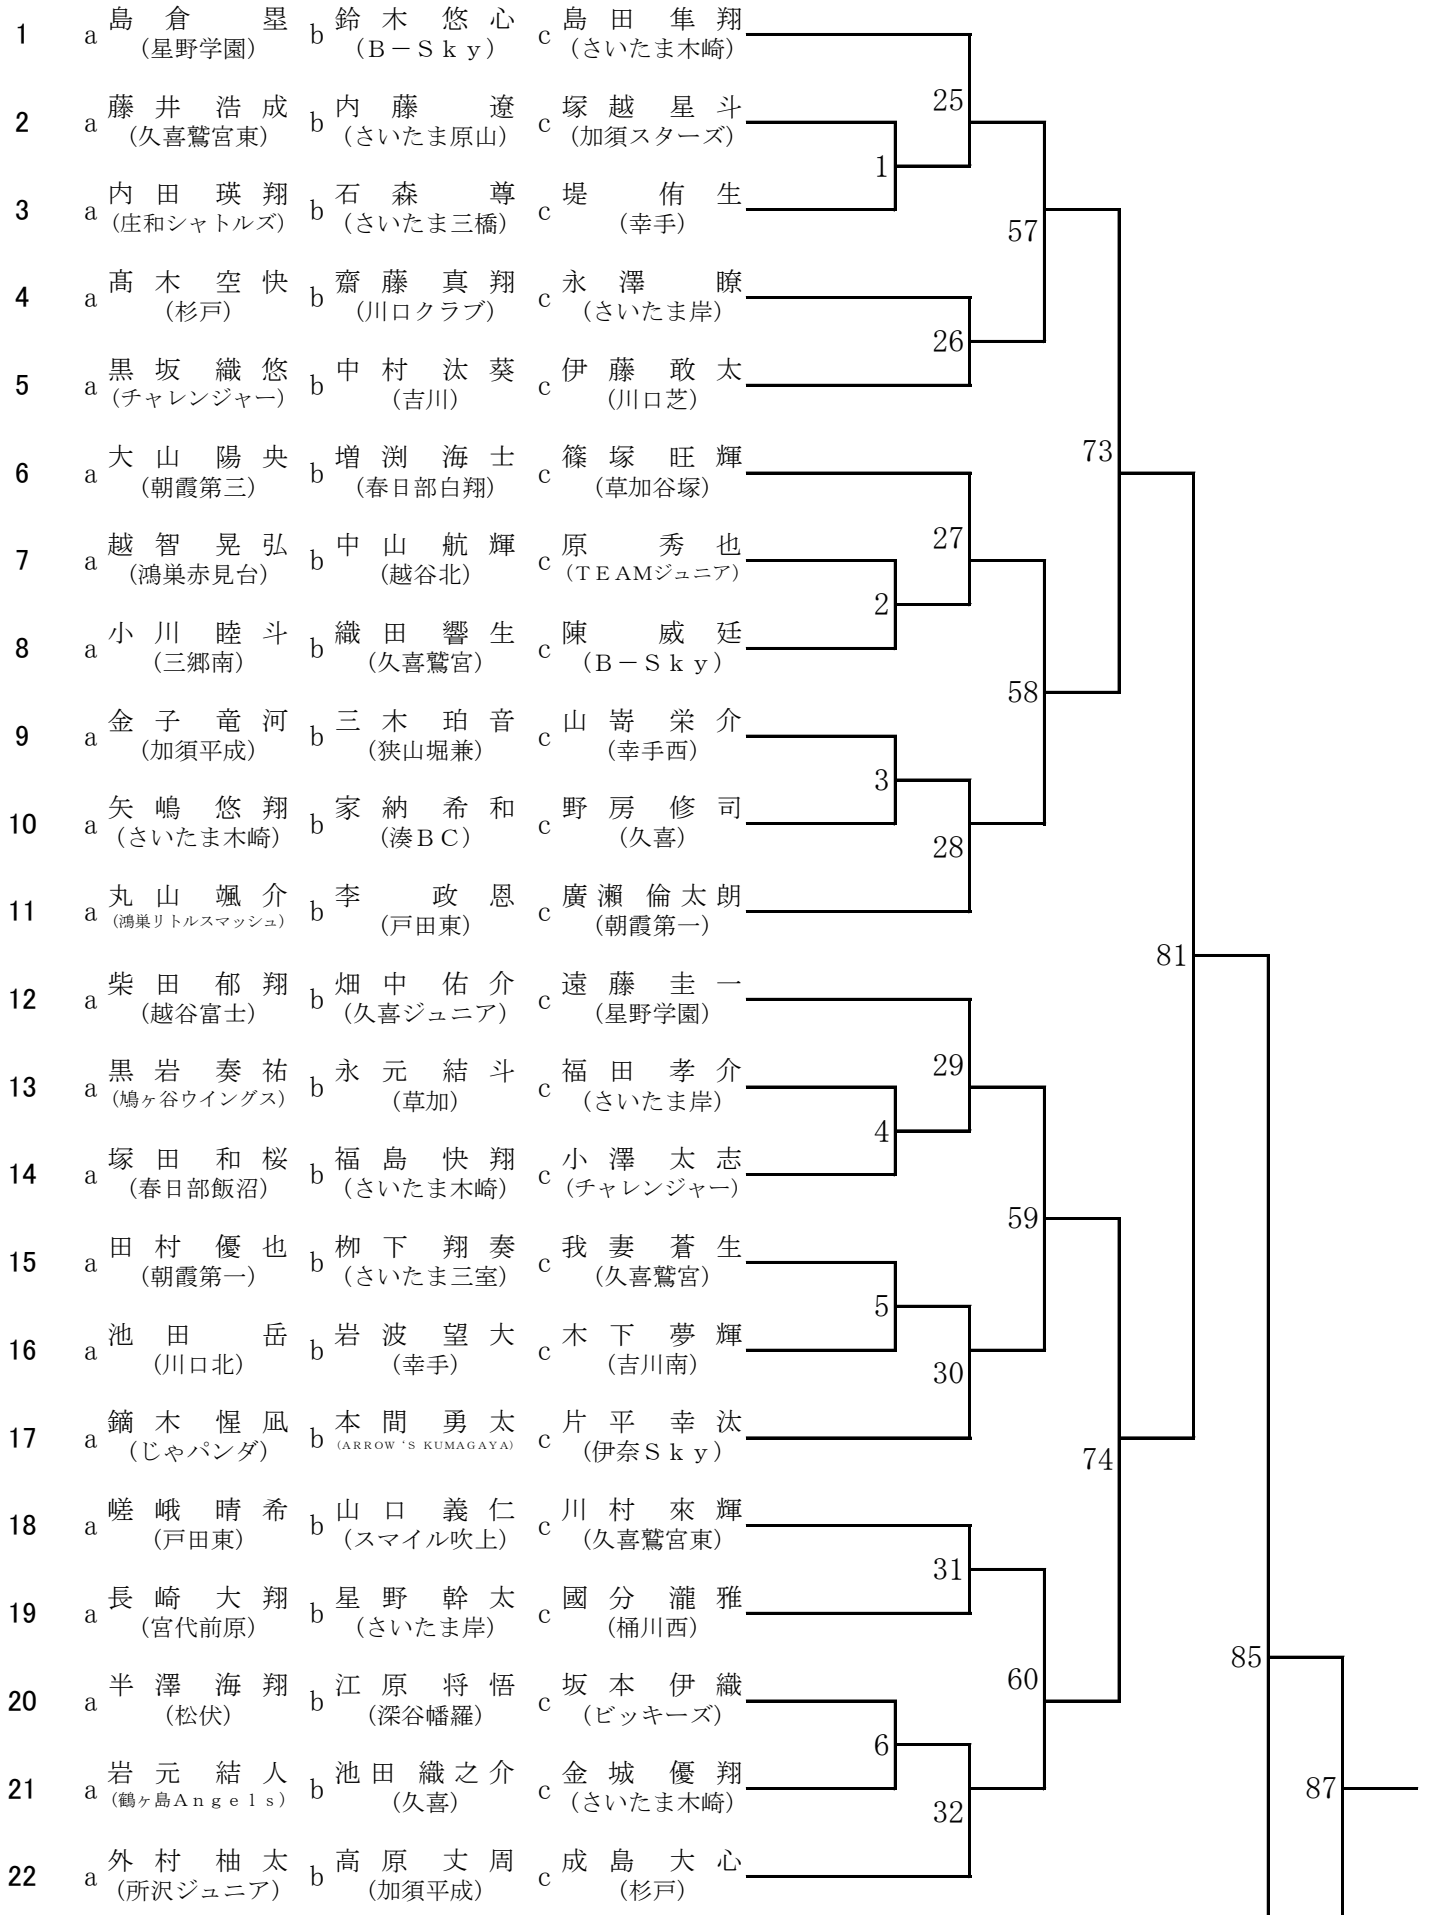 1 a 島倉 塁 b 鈴木 悠心 c 島田 隼翔
(星野学園) (B－Sky) (さいたま木崎)
25
2 a 藤井 浩成 b 内藤 遼 c 塚越 星斗
(久喜鷲宮東) (さいたま原山) (加須スターズ)
1
3 a 内田 瑛翔 b 石森 尊 c 堤 侑生
(庄和シャトルズ) (さいたま三橋) (幸手)
57
4 a 髙木 空快 b 齋藤 真翔 c 永澤 瞭
(杉戸) (川口クラブ) (さいたま岸)
26
5 a 黒坂 織悠 b 中村 汰葵 c 伊藤 敢太
(チャレンジャー) (吉川) (川口芝)
73
6 a 大山 陽央 b 増渕 海士 c 篠塚 旺輝
(朝霞第三) (春日部白翔) (草加谷塚)
27
7 a 越智 晃弘 b 中山 航輝 c 原 秀也
(鴻巣赤見台) (越谷北) (TEAMジュニア)
2
8 a 小川 睦斗 b 織田 響生 c 陳 威廷
(三郷南) (久喜鷲宮) (B－Sky)
58
9 a 金子 竜河 b 三木 珀音 c 山嵜 栄介
(加須平成) (狭山堀兼) (幸手西)
3
10 a 矢嶋 悠翔 b 家納 希和 c 野房 修司
(さいたま木崎) (湊BC) (久喜)
28
11 a 丸山 颯介 b 李 政恩 c 廣瀬 倫太朗
(鴻巣リトルスマッシュ) (戸田東) (朝霞第一)
81
12 a 柴田 郁翔 b 畑中 佑介 c 遠藤 圭一
(越谷富士) (久喜ジュニア) (星野学園)
29
13 a 黒岩 奏祐 b 永元 結斗 c 福田 孝介
(鳩ヶ谷ウイングス) (草加) (さいたま岸)
4
14 a 塚田 和桜 b 福島 快翔 c 小澤 太志
(春日部飯沼) (さいたま木崎) (チャレンジャー)
59
15 a 田村 優也 b 栁下 翔奏 c 我妻 蒼生
(朝霞第一) (さいたま三室) (久喜鷲宮)
5
16 a 池田 岳 b 岩波 望大 c 木下 夢輝
(川口北) (幸手) (吉川南)
30
17 a 鏑木 惺凪 b 本間 勇太 c 片平 幸汰
(じゃパンダ) (ARROW‘S KUMAGAYA) (伊奈Sky)
74
18 a 嵯峨 晴希 b 山口 義仁 c 川村 來輝
(戸田東) (スマイル吹上) (久喜鷲宮東)
31
19 a 長崎 大翔 b 星野 幹太 c 國分 瀧雅
(宮代前原) (さいたま岸) (桶川西)
85
60
20 a 半澤 海翔 b 江原 将悟 c 坂本 伊織
(松伏) (深谷幡羅) (ビッキーズ)
6
21 a 岩元 結人 b 池田 織之介 c 金城 優翔
(鶴ヶ島Angels) (久喜) (さいたま木崎)
87
32
22 a 外村 柚太 b 高原 丈周 c 成島 大心
(所沢ジュニア) (加須平成) (杉戸)